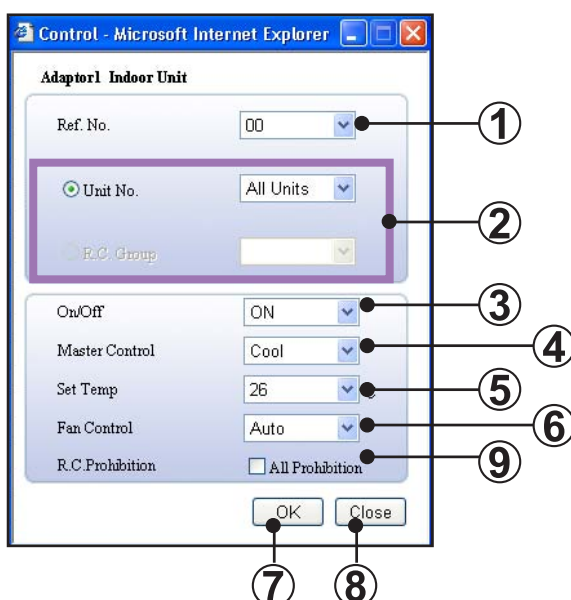 Control - Microsoft Internet Explorer
Adaptor1 Indoor Unit
Ref. No. 00 1
Unit No. All Units
2
R.C. Group
On/Off ON 3
Master Control Cool 4
Set Temp 26 5
Fan Control Auto 6
R.C.Prohibition All Prohibition 9
OK Close
7 8